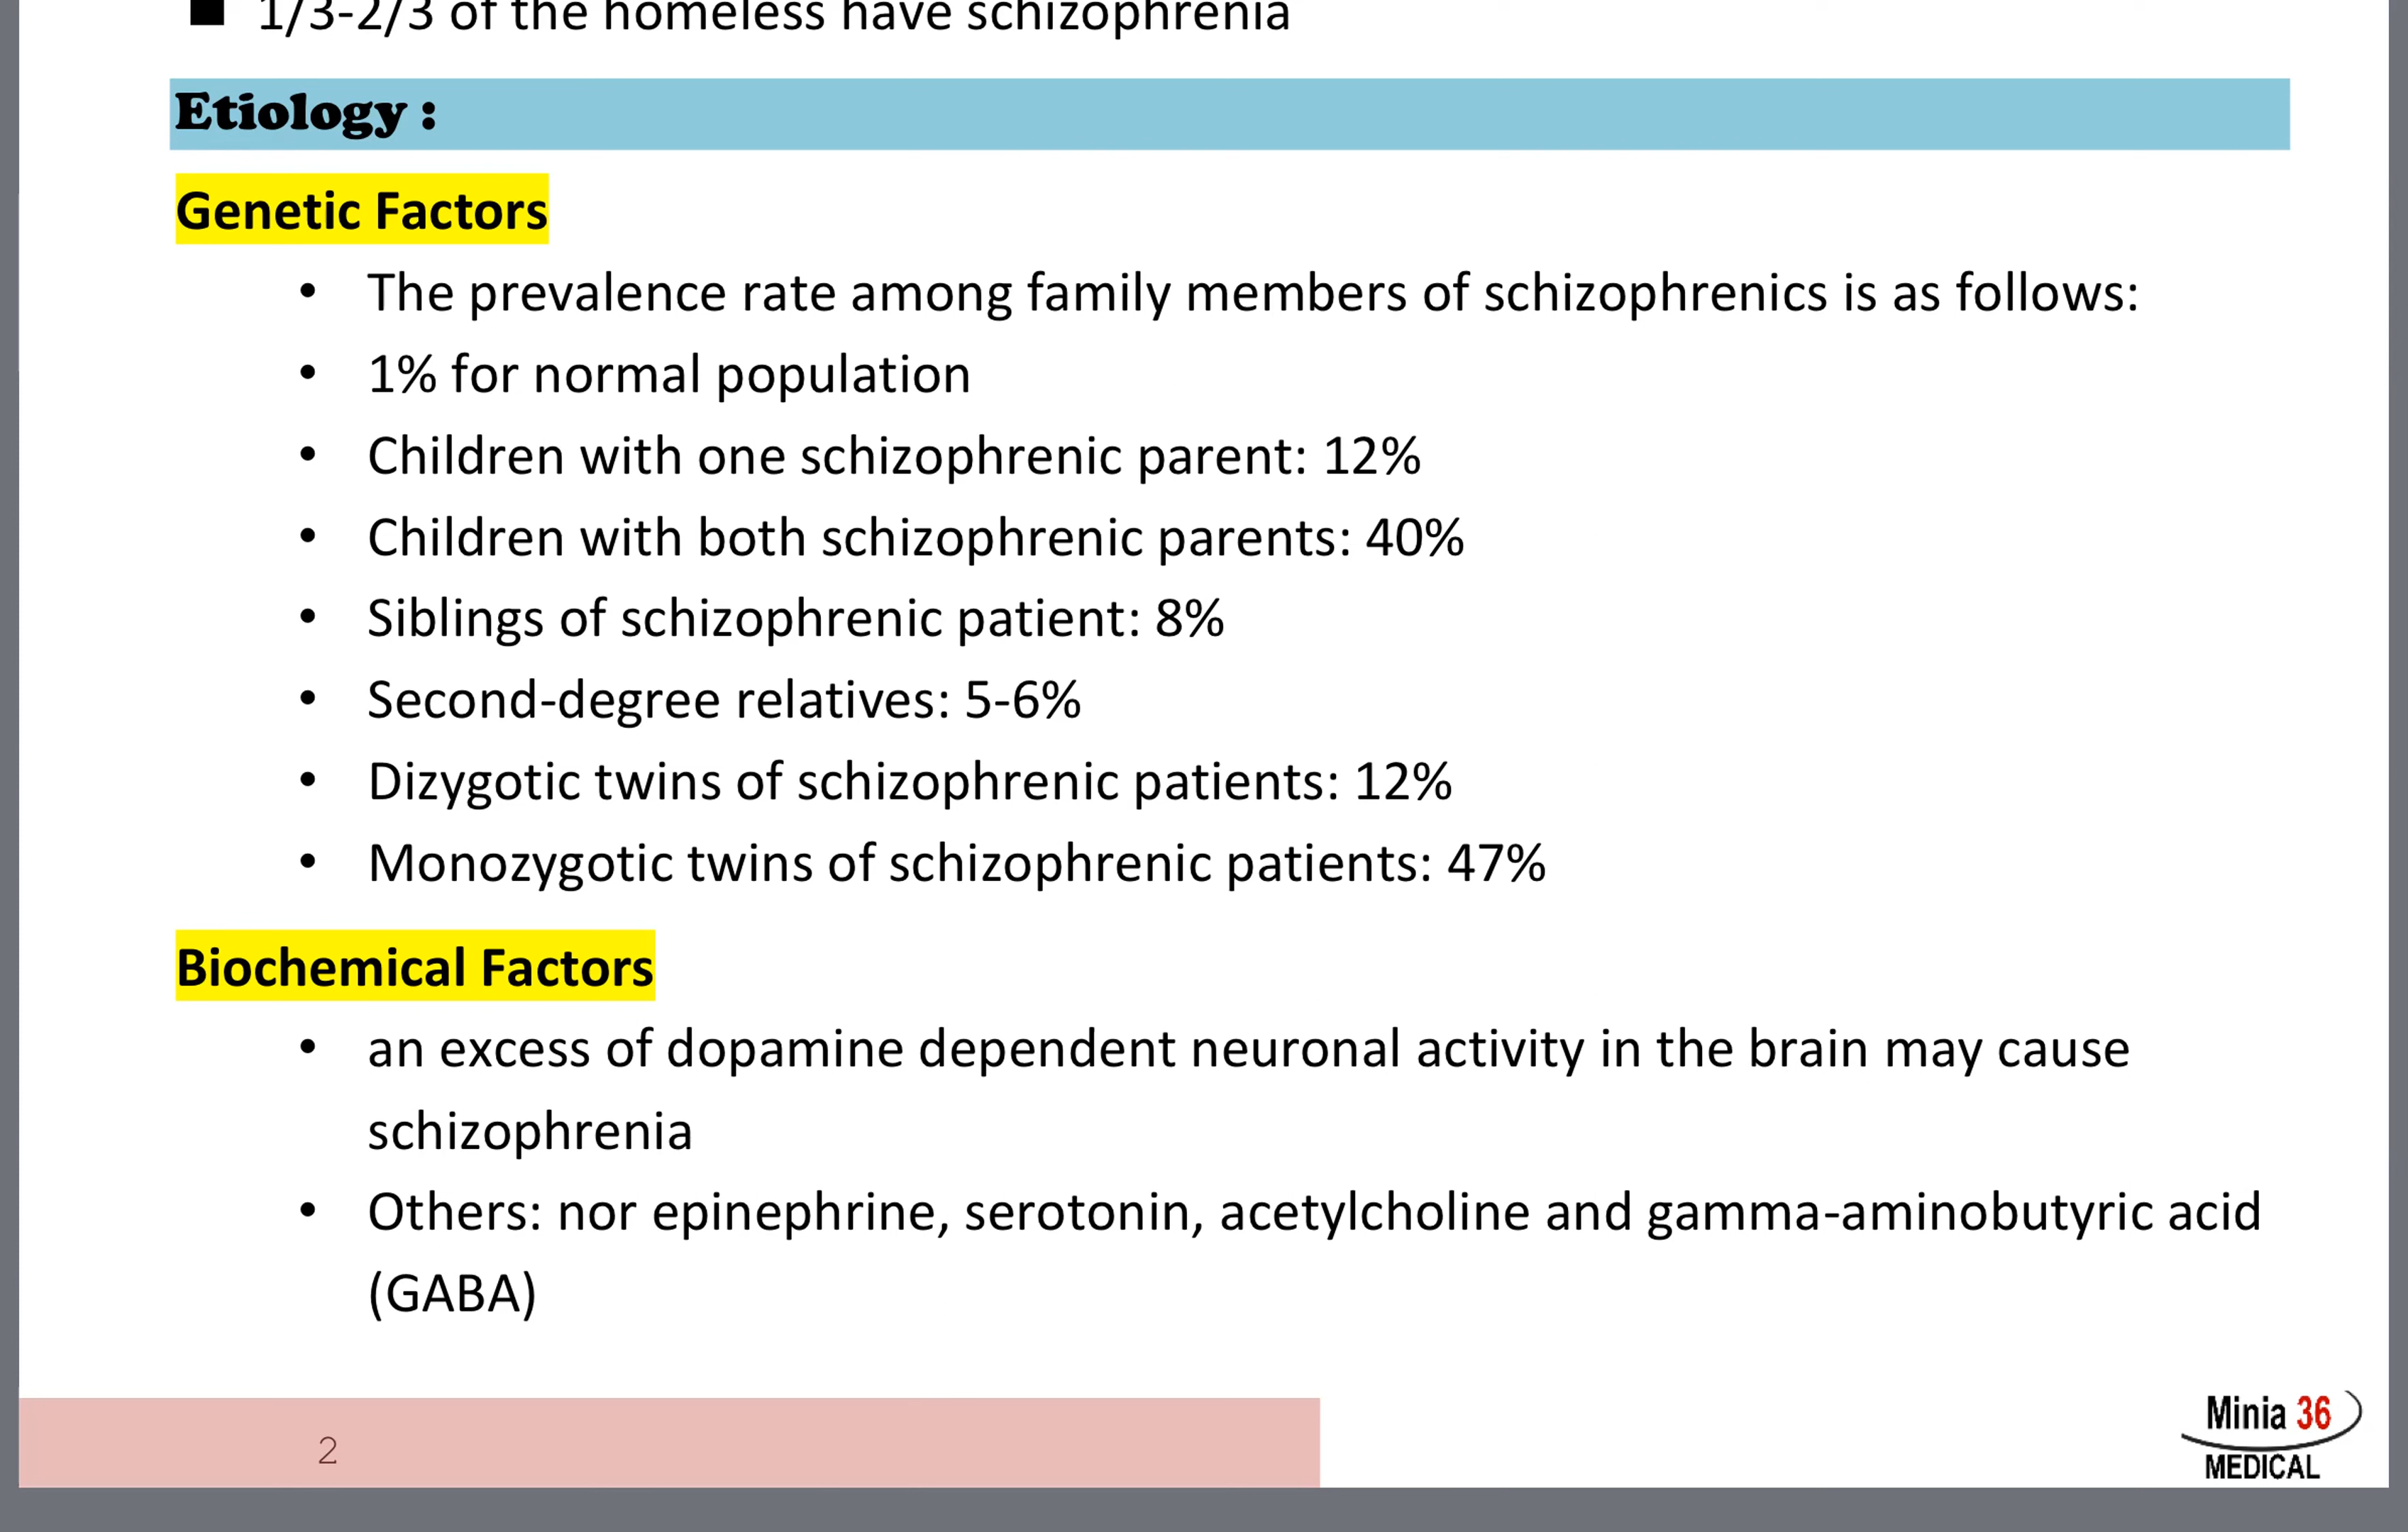 ■ 1/3-2/3 of the homeless have schizophrenia
Etiology :
Genetic Factors
• The prevalence rate among family members of schizophrenics is as follows:
• 1% for normal population
• Children with one schizophrenic parent: 12%
• Children with both schizophrenic parents: 40%
• Siblings of schizophrenic patient: 8%
• Second-degree relatives: 5-6%
• Dizygotic twins of schizophrenic patients: 12%
• Monozygotic twins of schizophrenic patients: 47%
Biochemical Factors
• an excess of dopamine dependent neuronal activity in the brain may cause
schizophrenia
• Others: nor epinephrine, serotonin, acetylcholine and gamma-aminobutyric acid
(GABA)
2
Minia 36
MEDICAL